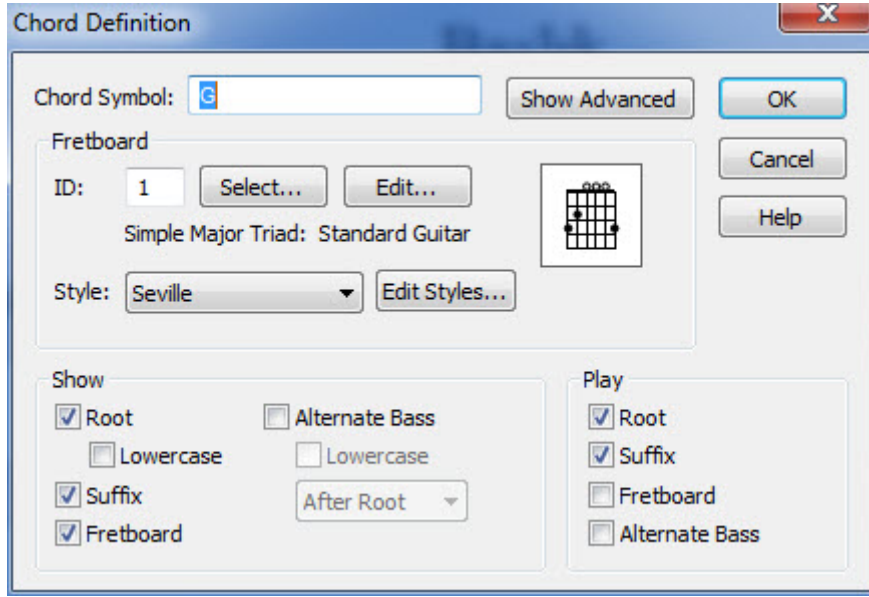 Chord Definition
Chord Symbol: G Show Advanced OK
Fretboard Cancel
ID: 1 Select... Edit... Help
Simple Major Triad: Standard Guitar
Style: Seville Edit Styles...
Show
Root Alternate Bass
Lowercase Lowercase
Suffix After Root
Fretboard
Play
Root
Suffix
Fretboard
Alternate Bass